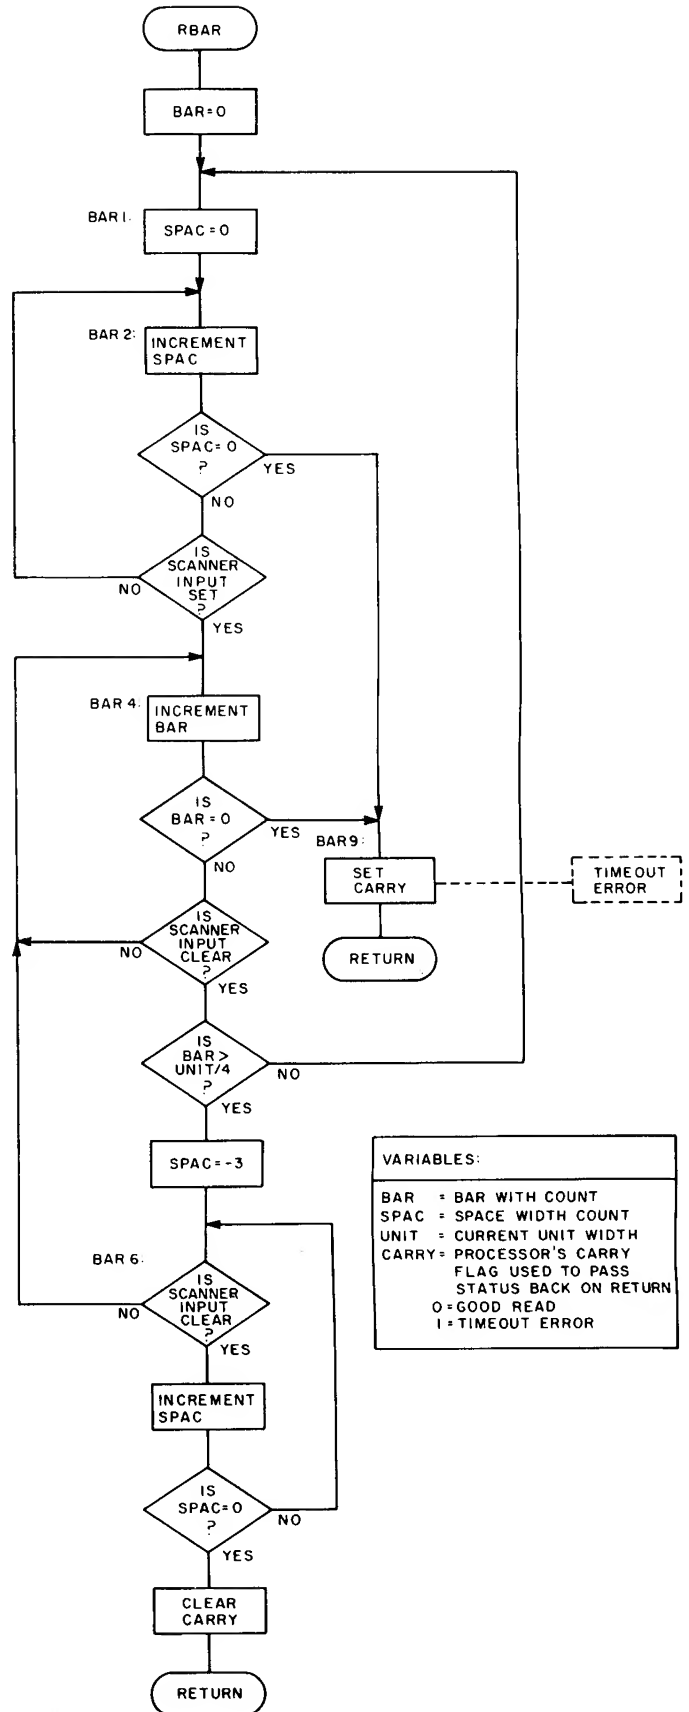 RBAR
BAR=0
BAR 1:
SPAC=0
BAR 2:
INCREMENT
SPAC
IS
SPAC=0
?
YES
NO
IS
SCANNER
INPUT
SET
?
NO
YES
BAR 4:
INCREMENT
BAR
IS
BAR=0
?
YES
NO
BAR9:
SET
CARRY
TIMEOUT
ERROR
RETURN
IS
SCANNER
INPUT
CLEAR
?
NO
YES
IS
BAR>
UNIT/4
?
NO
YES
SPAC=-3
BAR 6:
IS
SCANNER
INPUT
CLEAR
?
NO
YES
INCREMENT
SPAC
IS
SPAC=0
?
NO
YES
CLEAR
CARRY
RETURN
VARIABLES:
BAR = BAR WITH COUNT
SPAC = SPACE WIDTH COUNT
UNIT = CURRENT UNIT WIDTH
CARRY= PROCESSOR'S CARRY
FLAG USED TO PASS
STATUS BACK ON RETURN
0=GOOD READ
1=TIMEOUT ERROR